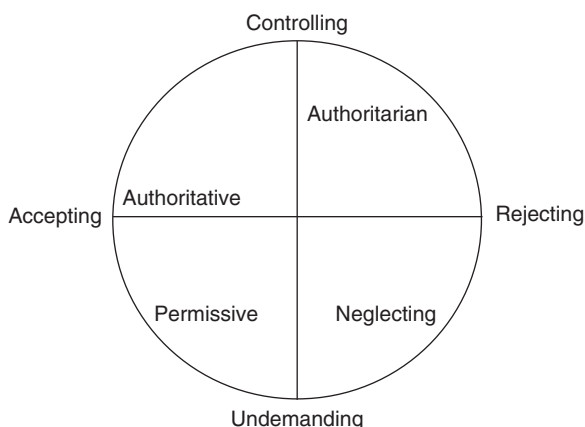 Controlling
Authoritarian
Authoritative
Accepting
Rejecting
Permissive
Neglecting
Undemanding